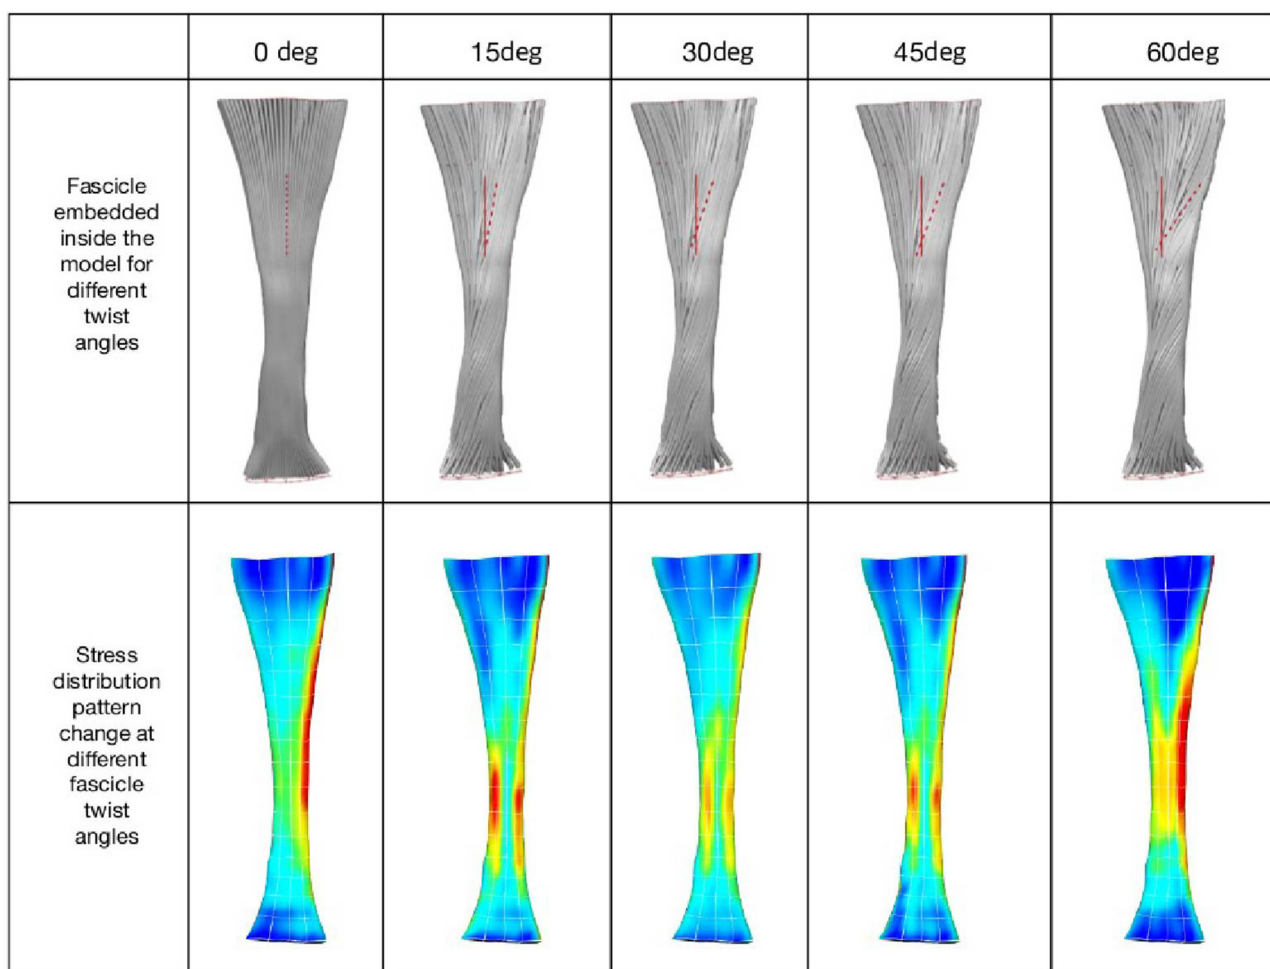 0 deg
15deg
30deg
45deg
60deg
Fascicle
embedded
inside the
model for
different
twist
angles
Stress
distribution
pattern
change at
different
fascicle
twist
angles